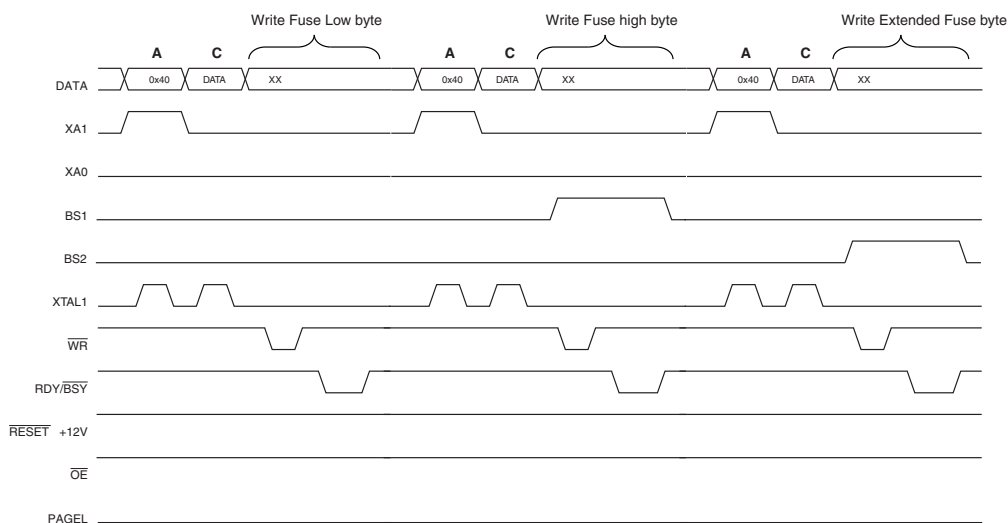 Write Fuse Low byte Write Fuse high byte Write Extended Fuse byte
A C A C A C
DATA 0x40 DATA XX 0x40 DATA XX 0x40 DATA XX
XA1
XA0
BS1
BS2
XTAL1
WR
RDY/BSY
RESET +12V
OE
PAGEL